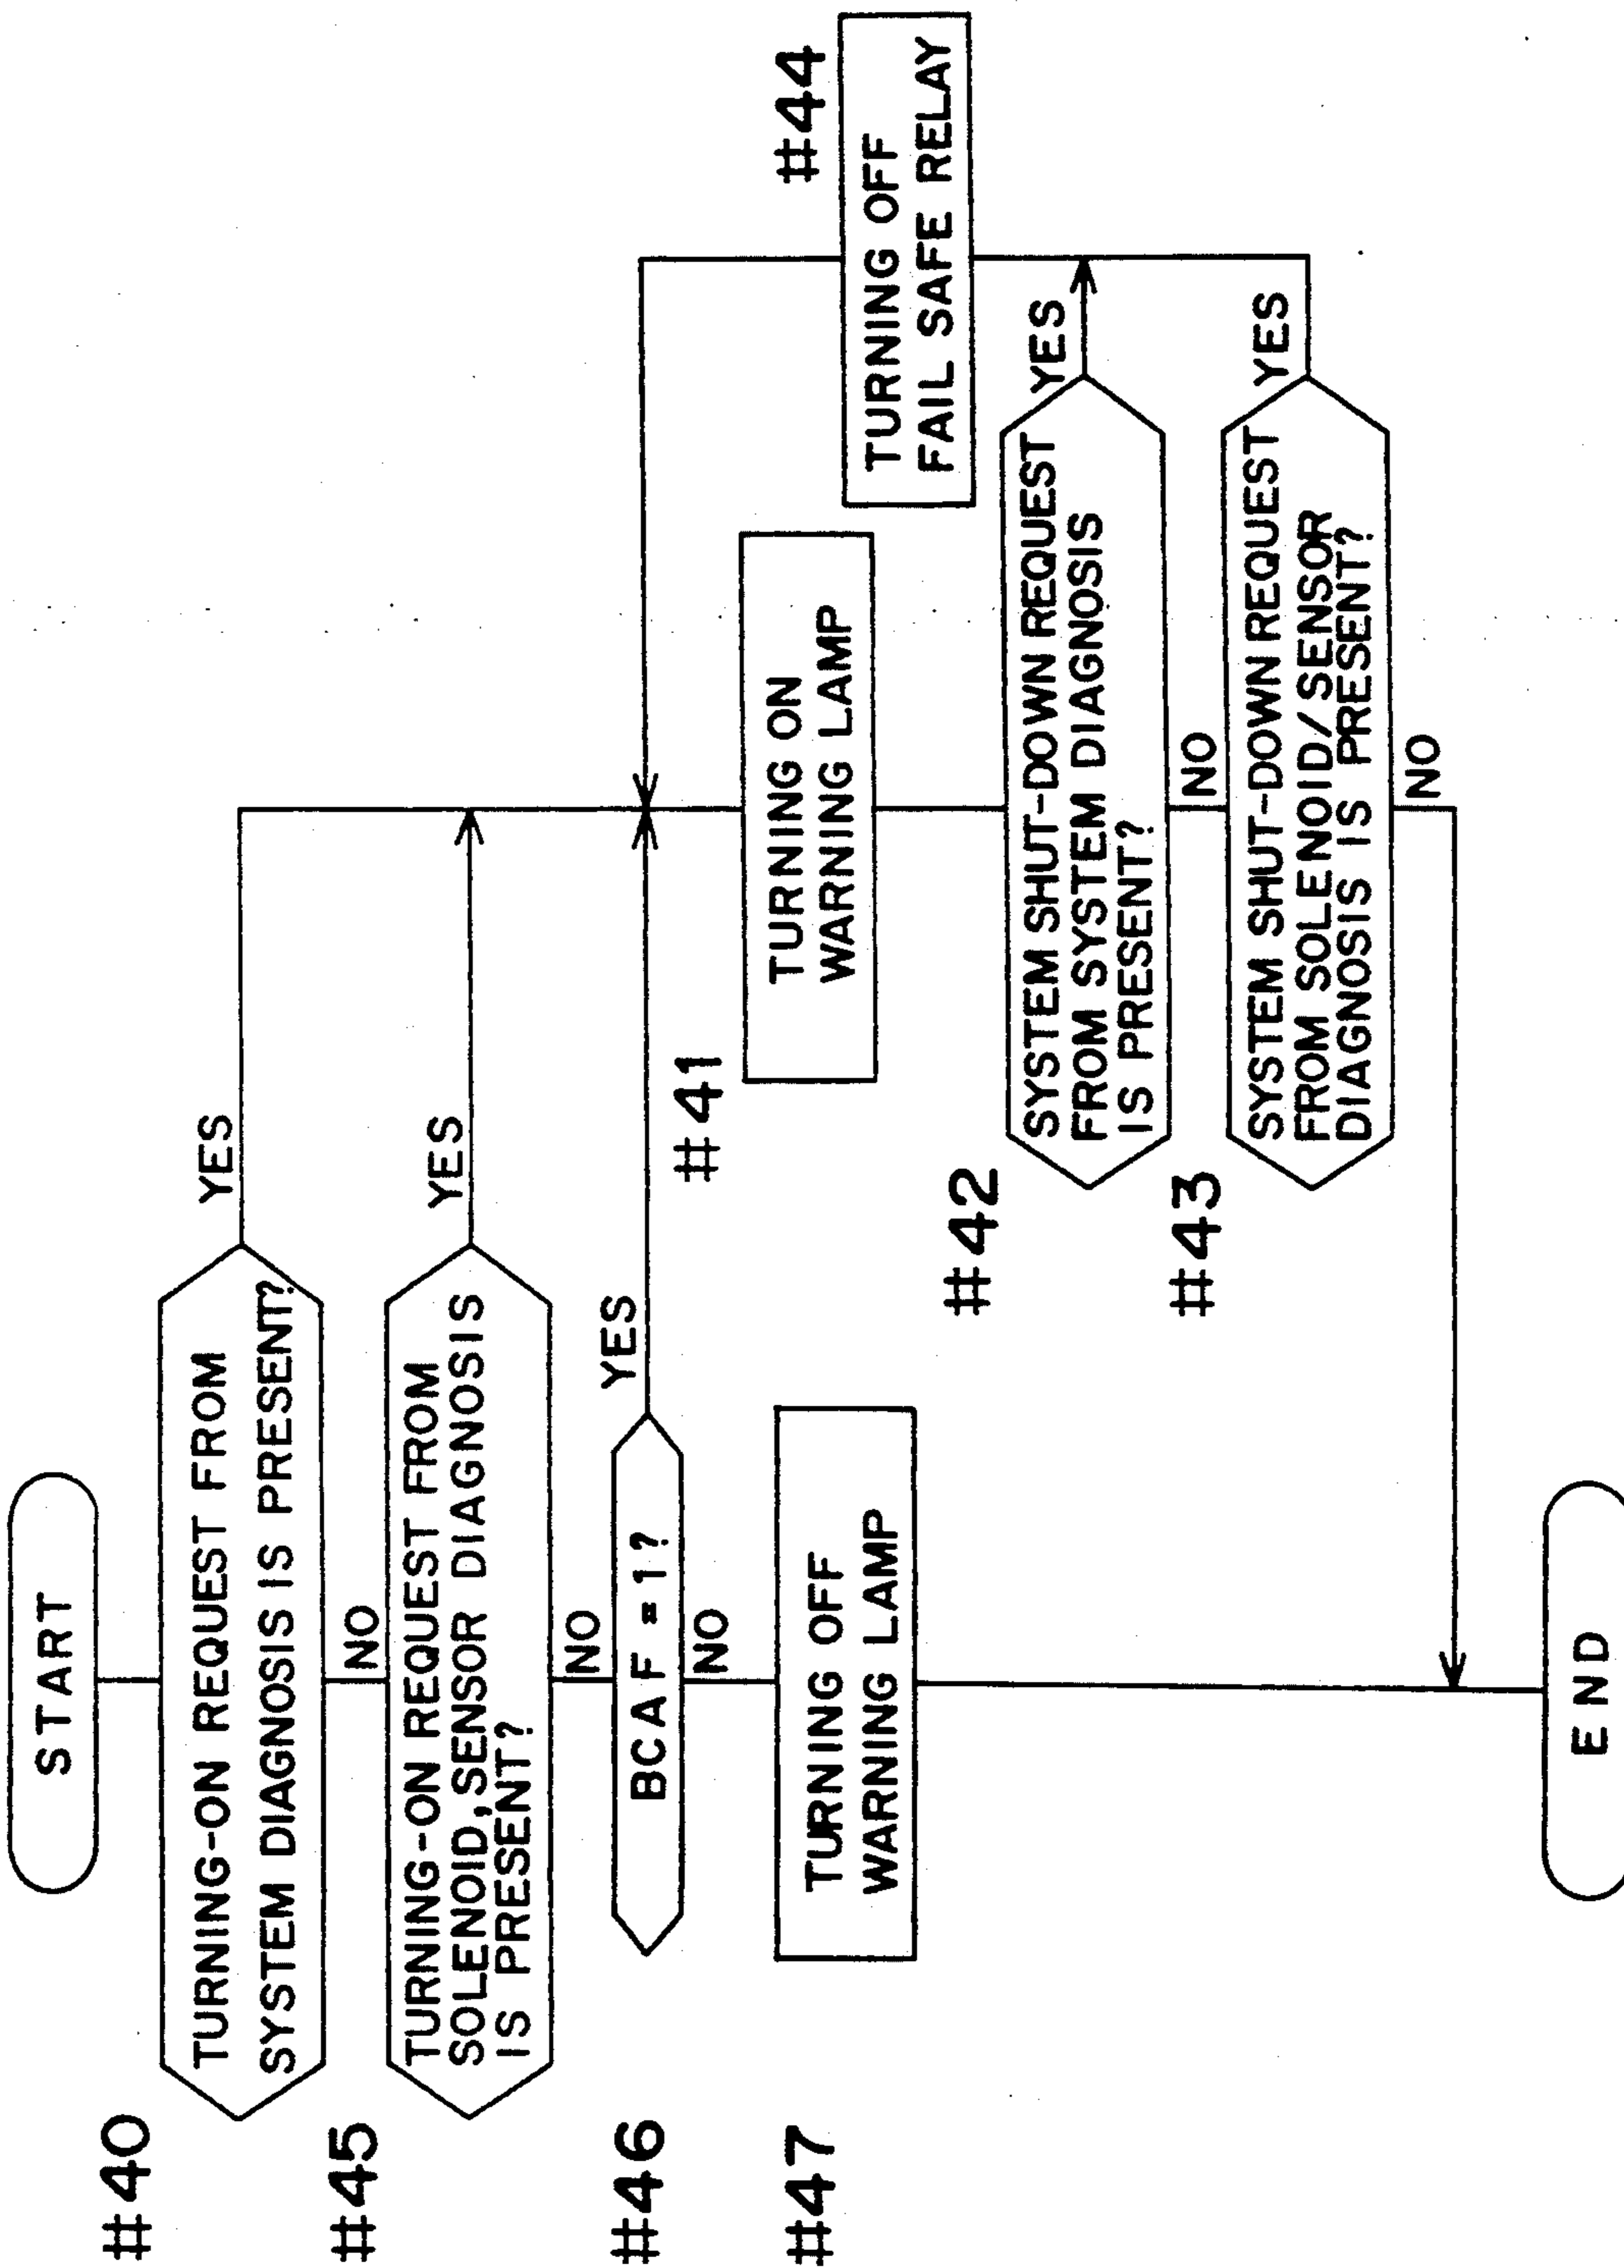 START
#40
TURNING-ON REQUEST FROM
SYSTEM DIAGNOSIS IS PRESENT?
YES
NO
#45
TURNING-ON REQUEST FROM
SOLENOID,SENSOR DIAGNOSIS
IS PRESENT?
YES
NO
#46
BCAF = 1?
YES
NO
#47
TURNING OFF
WARNING LAMP
#41
TURNING ON
WARNING LAMP
#44
TURNING OFF
FAIL SAFE RELAY
#42
SYSTEM SHUT-DOWN REQUEST
FROM SYSTEM DIAGNOSIS
IS PRESENT?
YES
NO
#43
SYSTEM SHUT-DOWN REQUEST
FROM SOLENOID/SENSOR
DIAGNOSIS IS PRESENT?
YES
NO
END